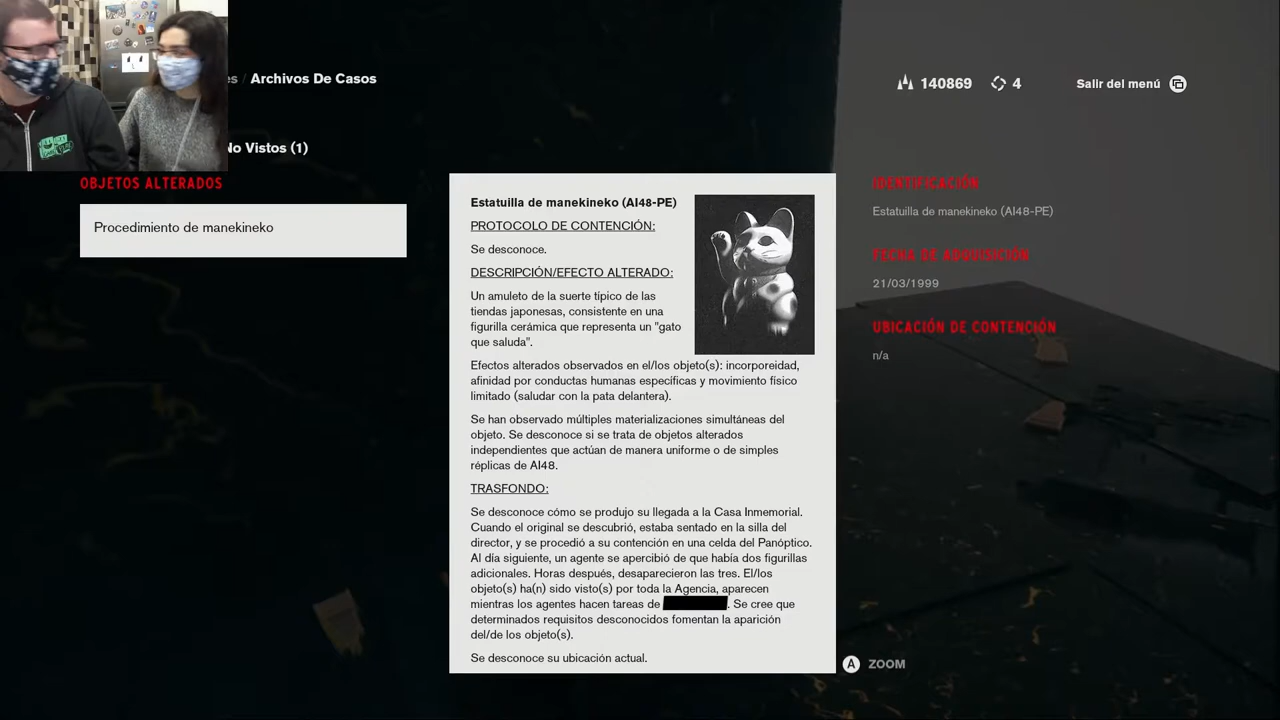 es / Archivos De Casos
140869
4
Salir del menú
No Vistos (1)
OBJETOS ALTERADOS
Procedimiento de manekineko
Estatuilla de manekineko (AI48-PE)
PROTOCOLO DE CONTENCIÓN:
Se desconoce.
DESCRIPCIÓN/EFECTO ALTERADO:
Un amuleto de la suerte típico de las
tiendas japonesas, consistente en una
figurilla cerámica que representa un "gato
que saluda".
Efectos alterados observados en el/los objeto(s): incorporeidad,
afinidad por conductas humanas específicas y movimiento físico
limitado (saludar con la pata delantera).
Se han observado múltiples materializaciones simultáneas del
objeto. Se desconoce si se trata de objetos alterados
independientes que actúan de manera uniforme o de simples
réplicas de AI48.
TRASFONDO:
Se desconoce cómo se produjo su llegada a la Casa Inmemorial.
Cuando el original se descubrió, estaba sentado en la silla del
director, y se procedió a su contención en una celda del Panóptico.
Al día siguiente, un agente se apercibió de que había dos figurillas
adicionales. Horas después, desaparecieron las tres. El/los
objeto(s) ha(n) sido visto(s) por toda la Agencia, aparecen
mientras los agentes hacen tareas de . Se cree que
determinados requisitos desconocidos fomentan la aparición
del/de los objeto(s).
Se desconoce su ubicación actual.
IDENTIFICACIÓN
Estatuilla de manekineko (AI48-PE)
FECHA DE ADQUISICIÓN
21/03/1999
UBICACIÓN DE CONTENCIÓN
n/a
A ZOOM